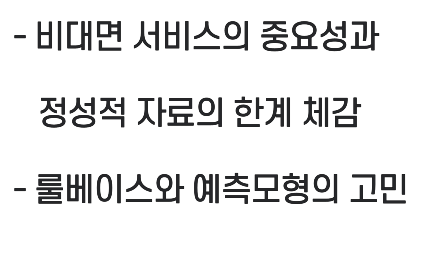 - 비대면 서비스의 중요성과
정성적 자료의 한계 체감
- 룰베이스와 예측모형의 고민